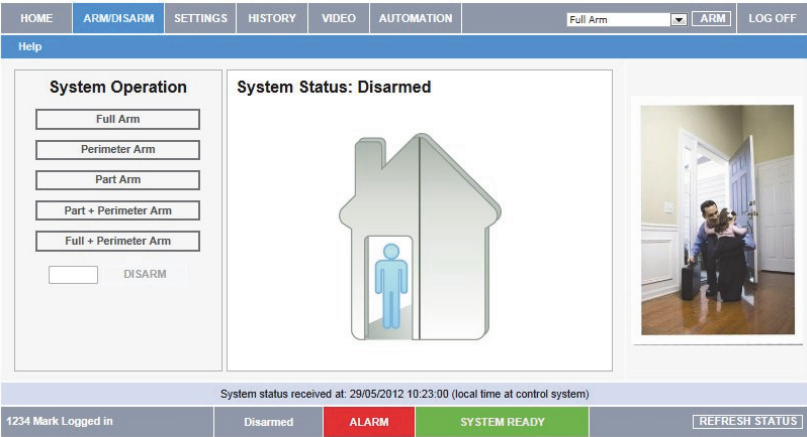 HOME ARM/DISARM SETTINGS HISTORY VIDEO AUTOMATION Full Arm ARM LOG OFF
Help
System Operation
Full Arm
Perimeter Arm
Part Arm
Part + Perimeter Arm
Full + Perimeter Arm
DISARM
System Status: Disarmed
System status received at: 29/05/2012 10:23:00 (local time at control system)
1234 Mark Logged in Disarmed ALARM SYSTEM READY REFRESH STATUS